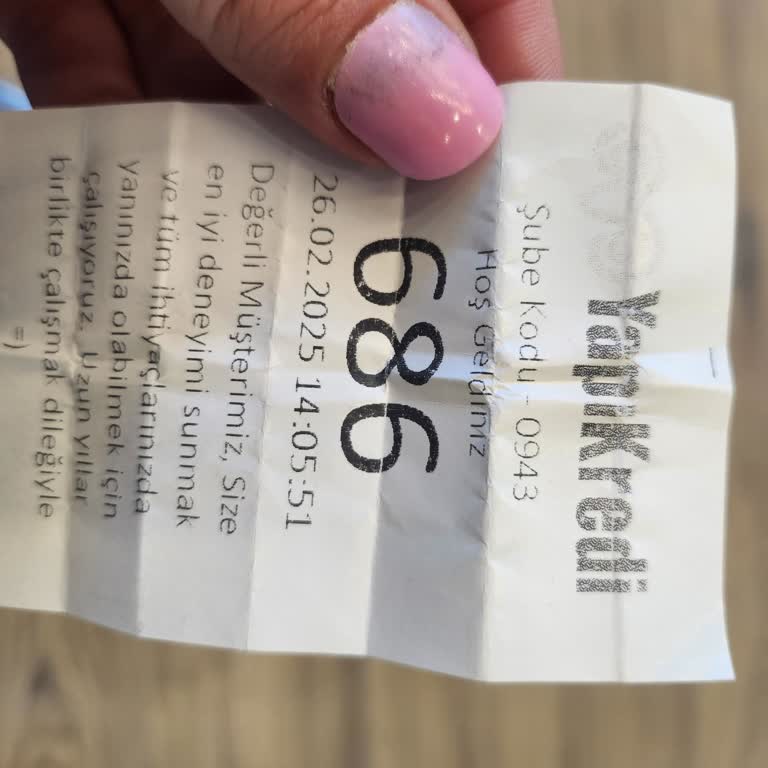 YapıKredi
Şube Kodu - 0943
Hoş Geldiniz
686
26.02.2025 14:05:51
Değerli Müşterimiz, Size
en iyi deneyimi sunmak
ve tüm ihtiyaçlarınızda
yanınızda olabilmek için
çalışıyoruz. Uzun yıllar
birlikte çalışmak dileğiyle
=)